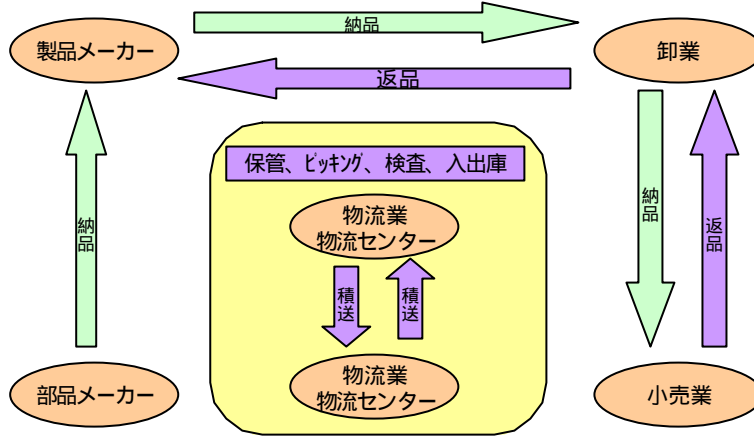 納品
製品メーカー
卸業
返品
保管、ﾋﾟｯｷﾝｸﾞ、検査、入出庫
物流業
物流センター
納品
納品
返品
積送
積送
物流業
物流センター
部品メーカー
小売業